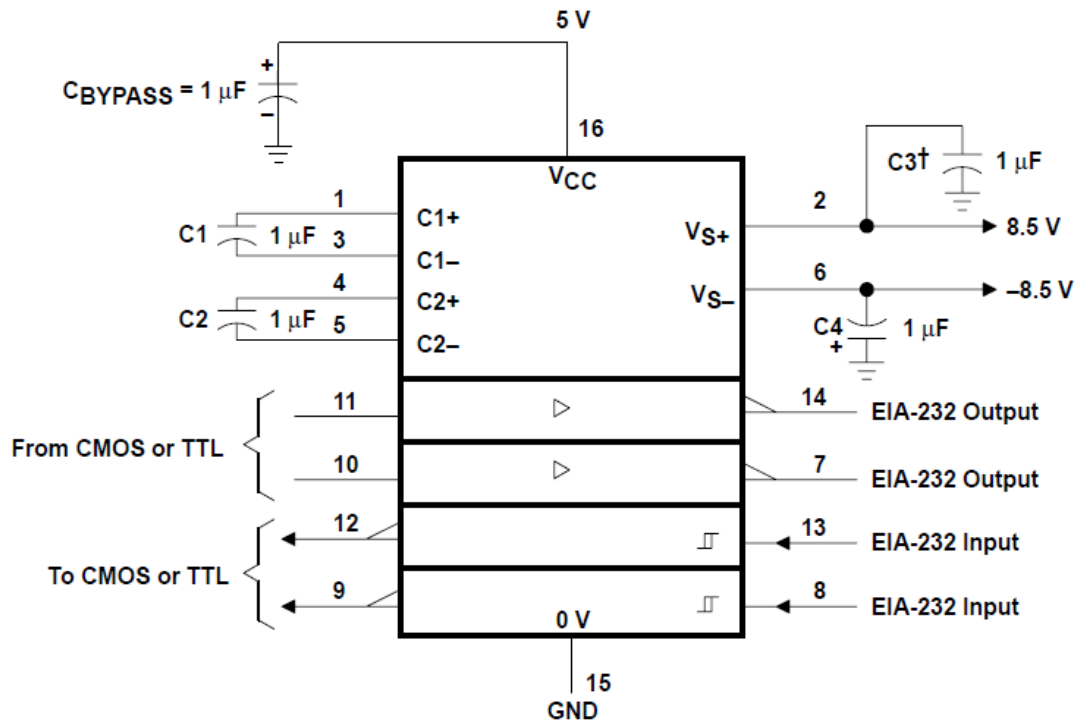 5 V
+
CBYPASS = 1 µF
–
16
VCC
C3†
1 µF
1
C1+
2
C1
1 µF
VS+
8.5 V
3
C1–
4
C2+
6
VS–
–8.5 V
C2
1 µF
5
C2–
C4
+
1 µF
11
14
EIA-232 Output
From CMOS or TTL
10
7
EIA-232 Output
12
13
EIA-232 Input
To CMOS or TTL
9
8
EIA-232 Input
0 V
15
GND